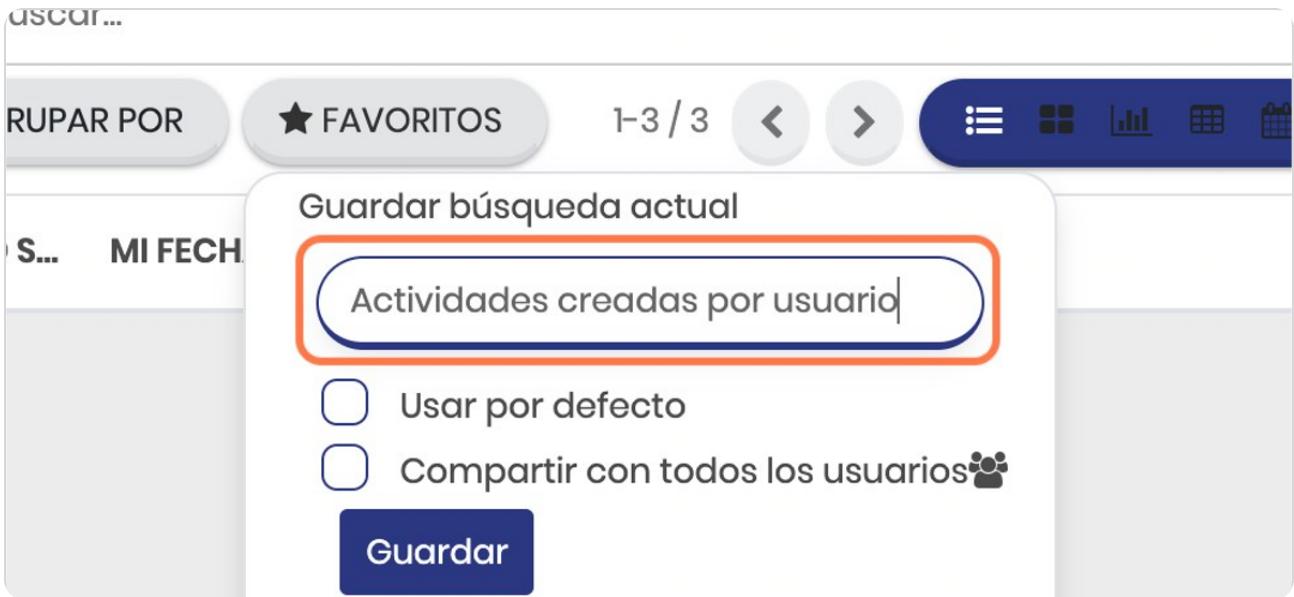 uscar...
RUPAR POR
FAVORITOS
1-3 / 3
S...
MI FECH
Guardar búsqueda actual
Actividades creadas por usuario
Usar por defecto
Compartir con todos los usuarios
Guardar